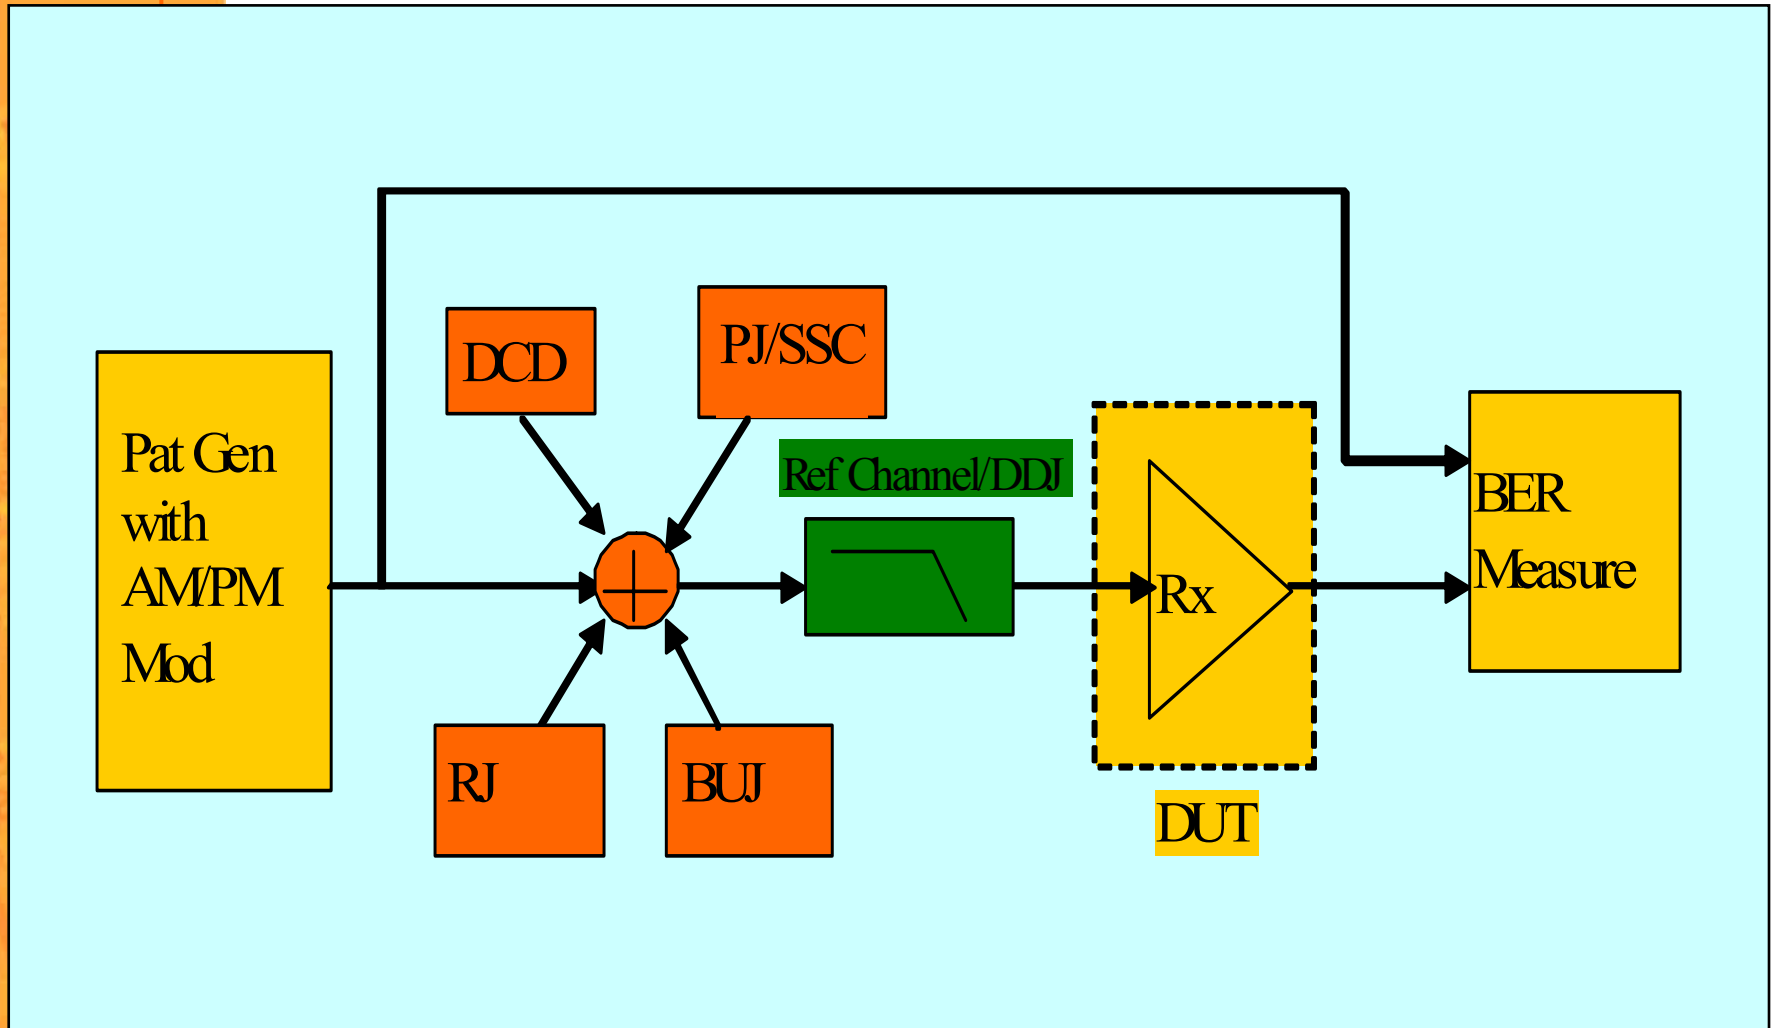 Pat Gen
with
AM/PM
Mod
DCD
PJ/SSC
RJ
BUJ
Ref Channel/DDJ
Rx
DUT
BER
Measure